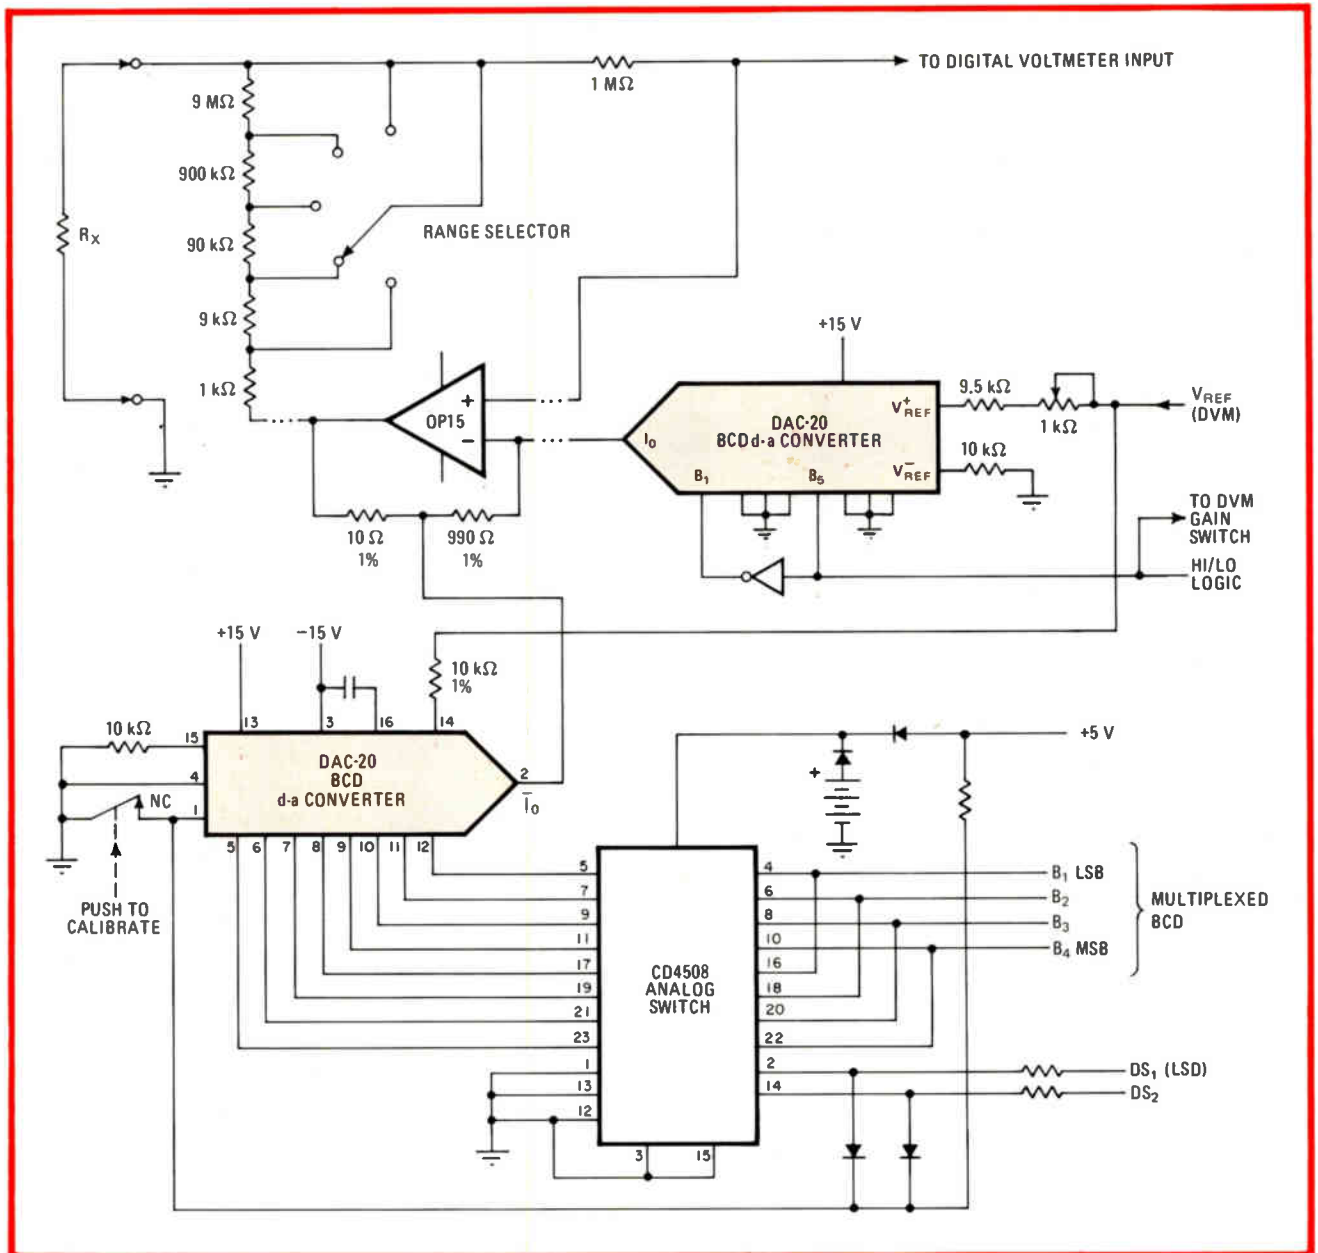 TO DIGITAL VOLTMETER INPUT
1 MΩ
9 MΩ
900 kΩ
90 kΩ
9 kΩ
1 kΩ
RX
RANGE SELECTOR
OP15
+
−
+15 V
9.5 kΩ
1 kΩ
VREF
(DVM)
V+REF
DAC-20
BCD d-a CONVERTER
IO
B1
B5
V−REF
10 kΩ
TO DVM
GAIN
SWITCH
HI/LO
LOGIC
10 Ω
1%
990 Ω
1%
+15 V
−15 V
10 kΩ
1%
10 kΩ
13
3
16
14
15
4
1
NC
DAC-20
BCD
d-a CONVERTER
2
IO
5
6
7
8
9
10
11
12
PUSH TO
CALIBRATE
+5 V
+
CD4508
ANALOG
SWITCH
5
7
9
11
17
19
21
23
1
13
12
3
15
4
6
8
10
16
18
20
22
2
14
B1 LSB
B2
B3
B4 MSB
MULTIPLEXED
BCD
DS1 (LSD)
DS2